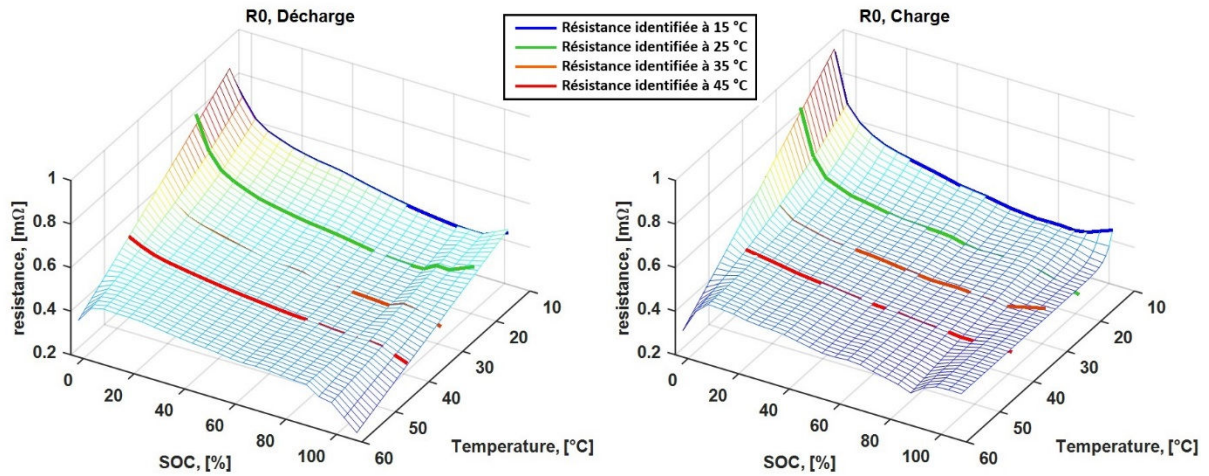 R0, Décharge
R0, Charge
Résistance identifiée à 15 °C
Résistance identifiée à 25 °C
Résistance identifiée à 35 °C
Résistance identifiée à 45 °C
resistance, [mΩ]
1
0.8
0.6
0.4
0.2
0
20
40
60
80
100
SOC, [%]
10
20
30
40
50
60
Temperature, [°C]
resistance, [mΩ]
1
0.8
0.6
0.4
0.2
0
20
40
60
80
100
SOC, [%]
10
20
30
40
50
60
Temperature, [°C]